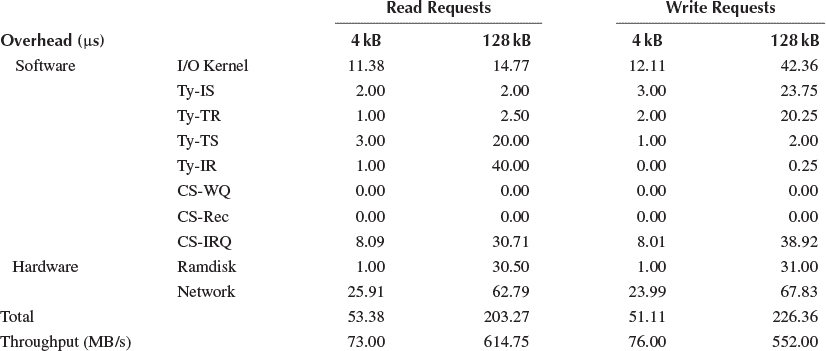 Read Requests Write Requests
Overhead (μs) 4 kB 128 kB 4 kB 128 kB
Software I/O Kernel 11.38 14.77 12.11 42.36
Ty-IS 2.00 2.00 3.00 23.75
Ty-TR 1.00 2.50 2.00 20.25
Ty-TS 3.00 20.00 1.00 2.00
Ty-IR 1.00 40.00 0.00 0.25
CS-WQ 0.00 0.00 0.00 0.00
CS-Rec 0.00 0.00 0.00 0.00
CS-IRQ 8.09 30.71 8.01 38.92
Hardware Ramdisk 1.00 30.50 1.00 31.00
Network 25.91 62.79 23.99 67.83
Total 53.38 203.27 51.11 226.36
Throughput (MB/s) 73.00 614.75 76.00 552.00